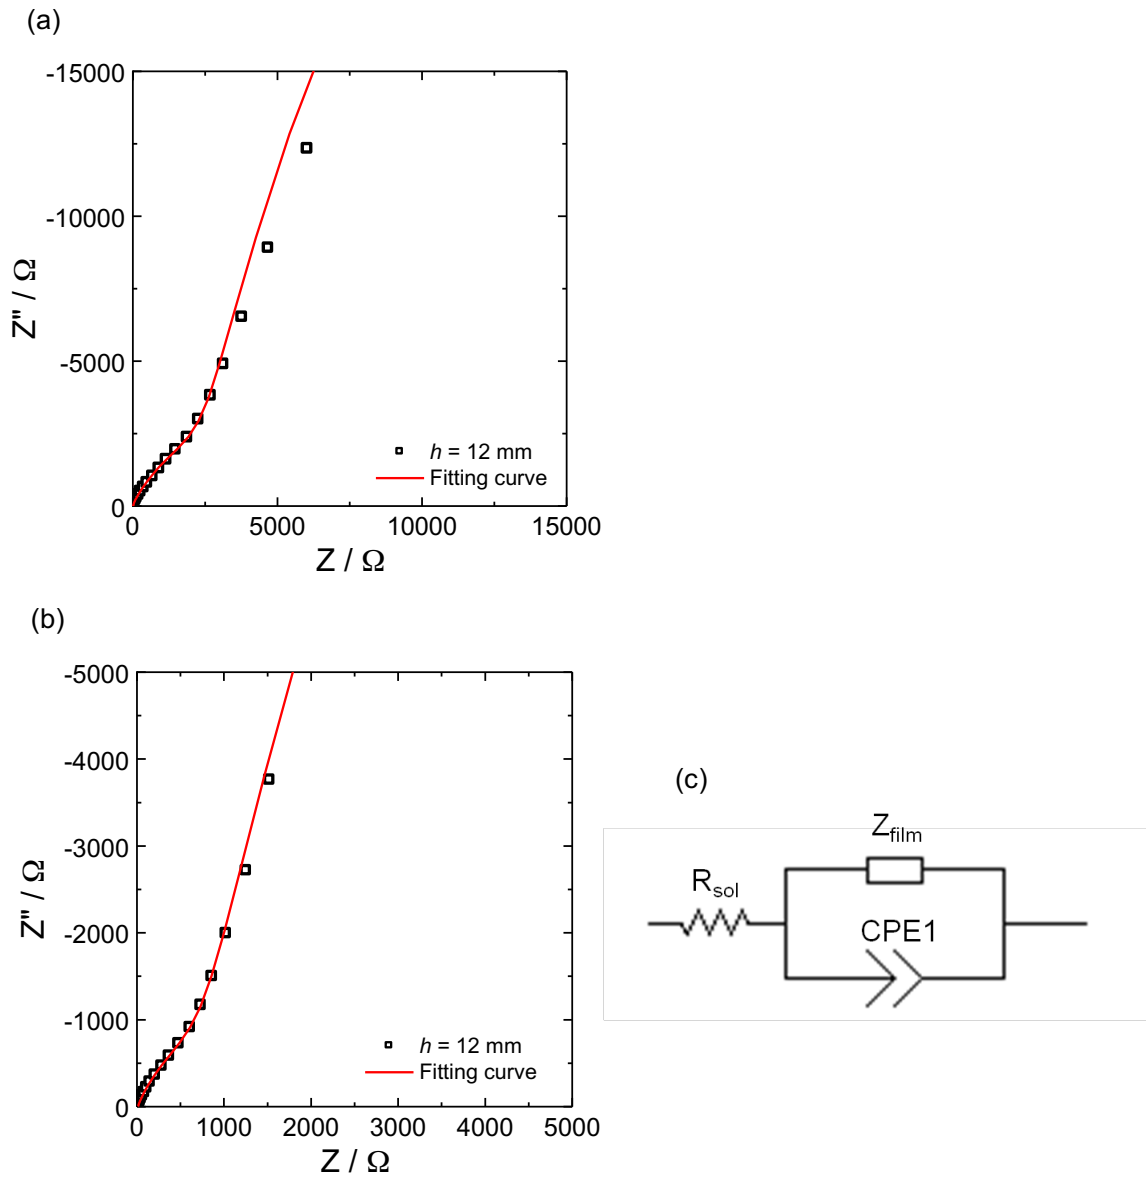 (a)
-15000
-10000
-5000
0
Z" / Ω
h = 12 mm
Fitting curve
0 5000 10000 15000
Z / Ω
(b)
-5000
-4000
-3000
-2000
-1000
0
Z" / Ω
h = 12 mm
Fitting curve
0 1000 2000 3000 4000 5000
Z / Ω
(c)
Zfilm
Rsol
CPE1